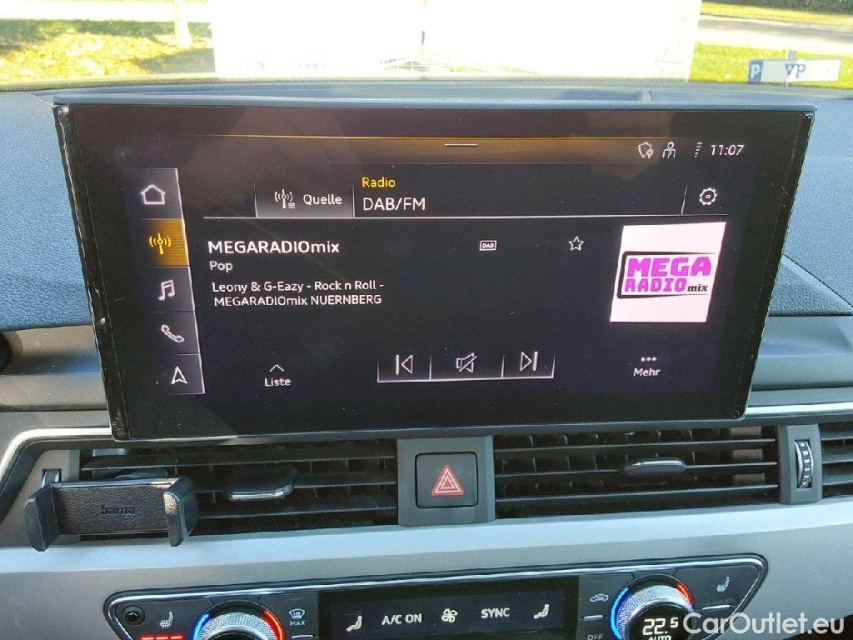 P VP
11:07
Quelle
Radio
DAB/FM
MEGARADIOmix
DAB
Pop
Leony & G-Eazy - Rock n Roll -
MEGARADIOmix NUERNBERG
MEGA
RADIO mix
Liste
Mehr
hama
MAX
A/C ON
SYNC
OFF
22.5
AUTO
CarOutlet.eu